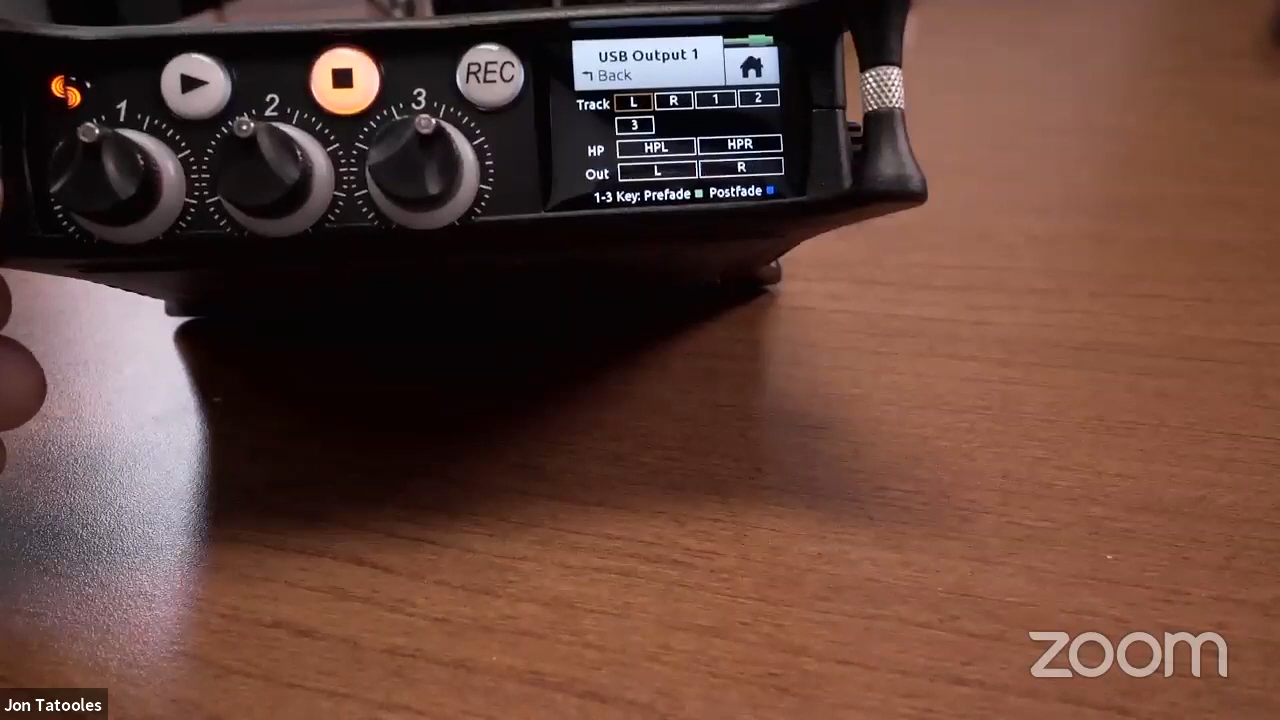 1
2
3
REC
USB Output 1
Back
Track L R 1 2
3
HP HPL HPR
Out L R
1-3 Key: Prefade Postfade
zoom
Jon Tatooles